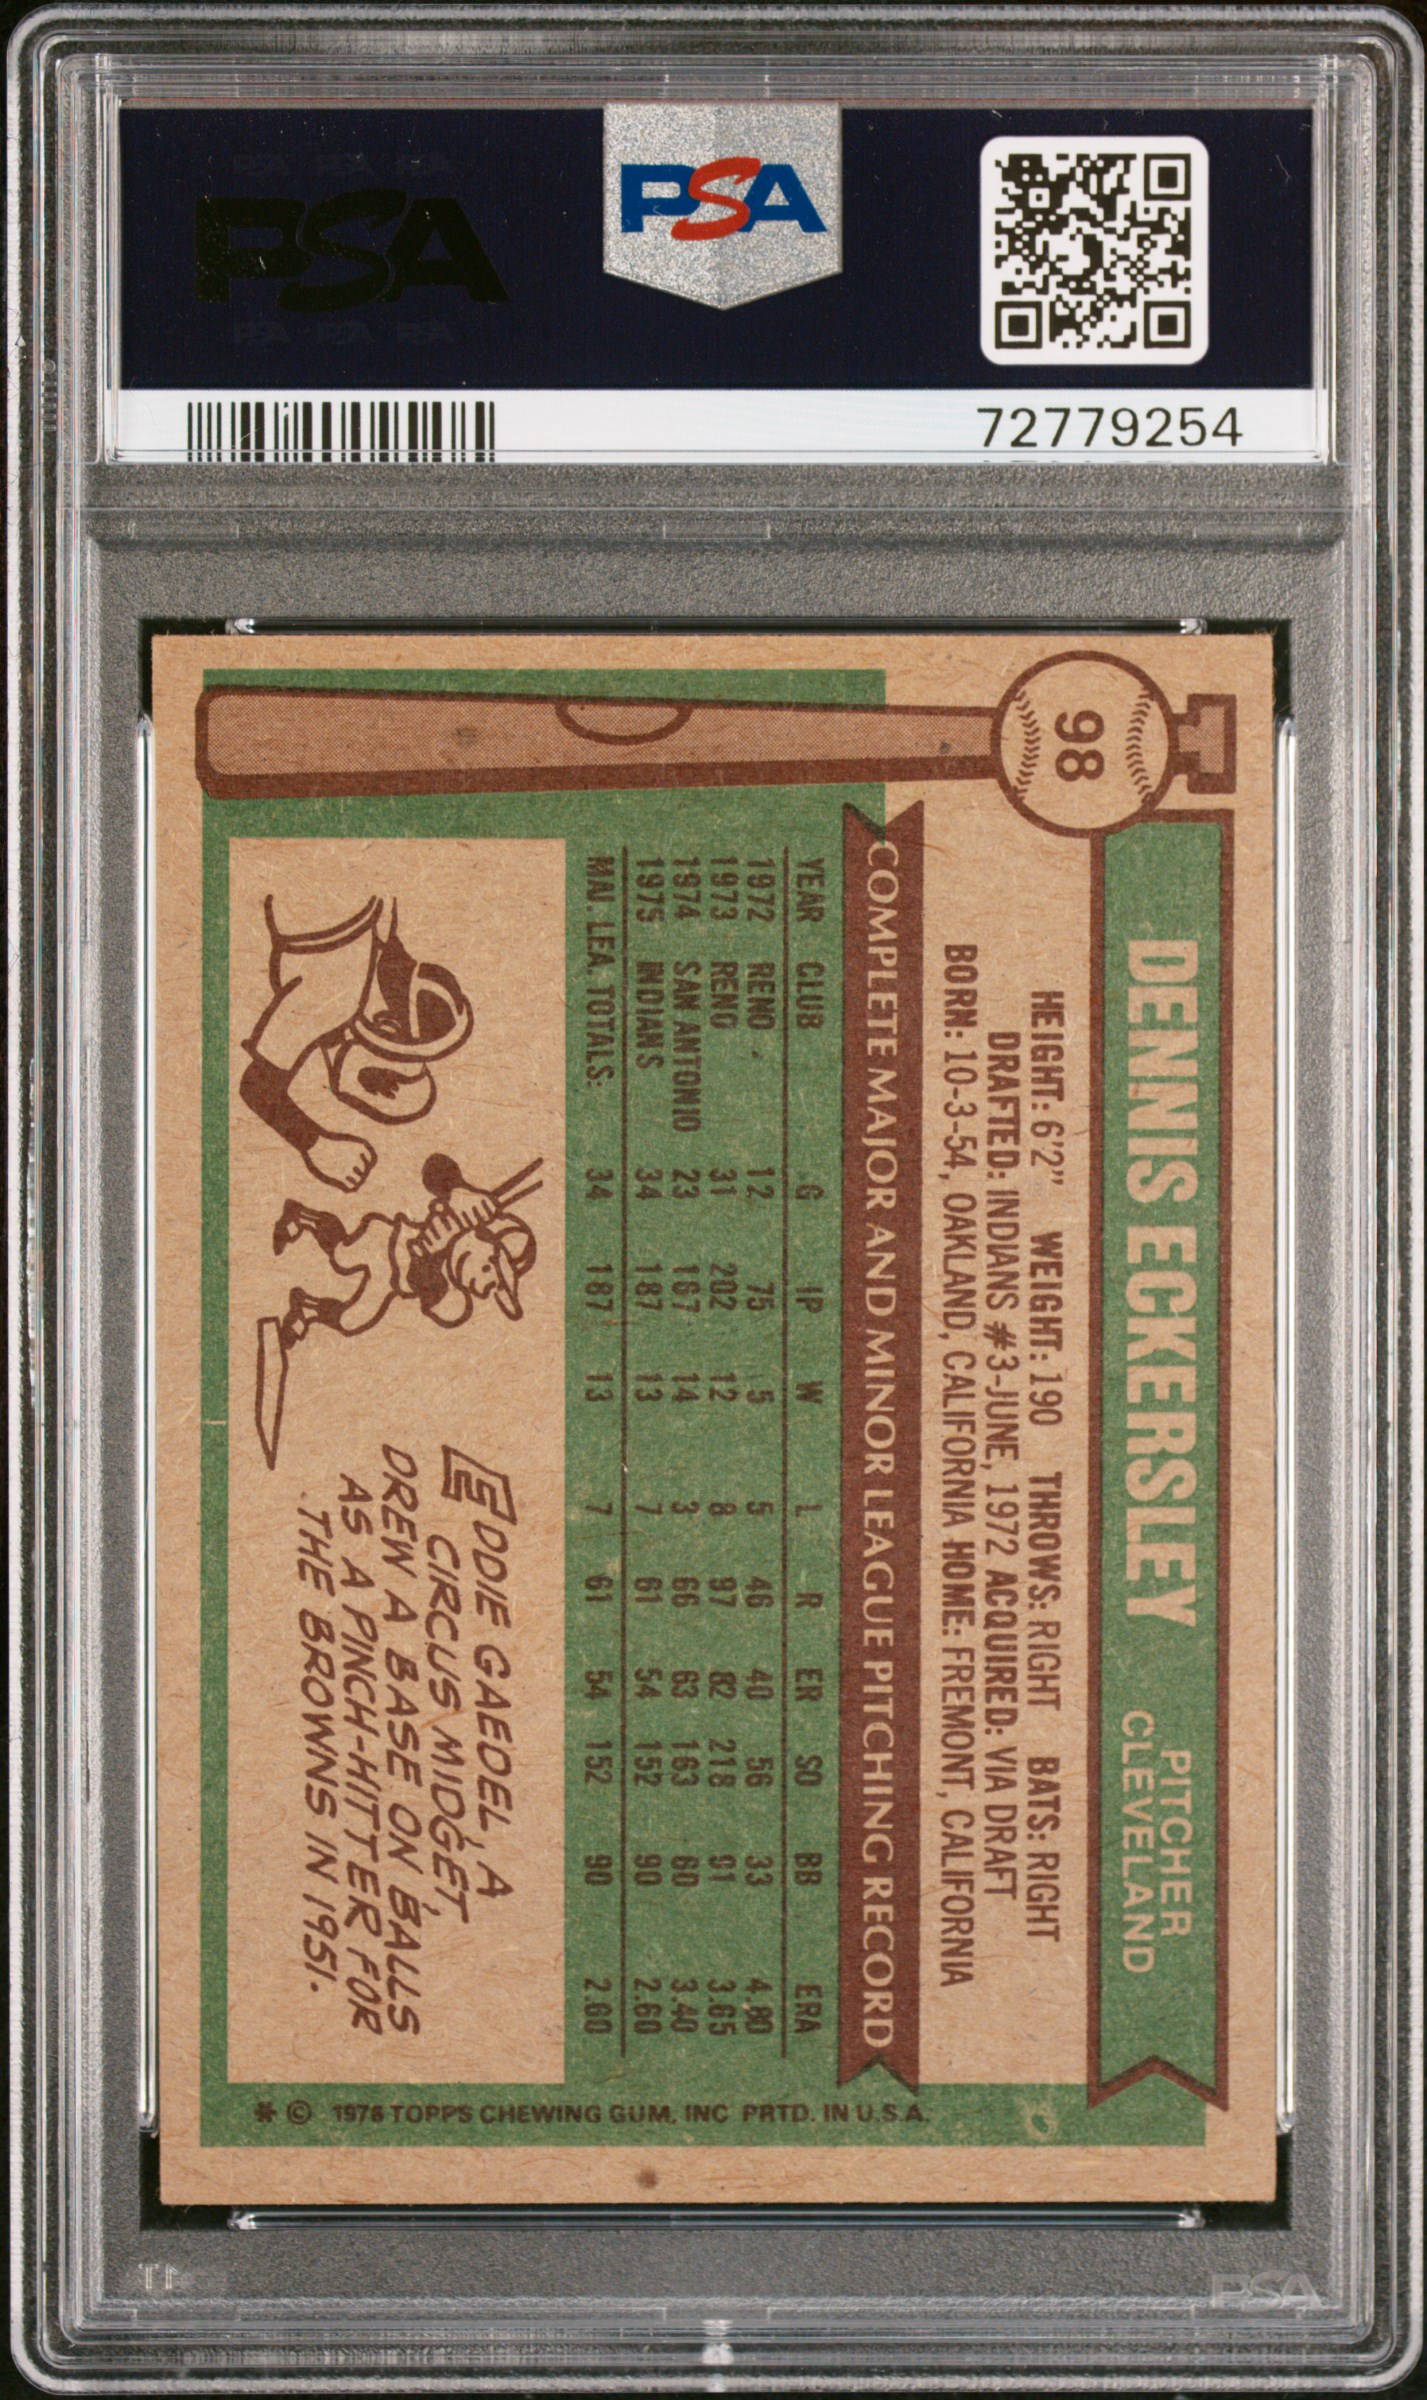 PSA
PSA
72779254
98
DENNIS ECKERSLEY
PITCHER
CLEVELAND
HEIGHT: 6'2" WEIGHT: 190 THROWS: RIGHT BATS: RIGHT
DRAFTED: INDIANS #3-JUNE, 1972 ACQUIRED: VIA DRAFT
BORN: 10-3-54, OAKLAND, CALIFORNIA HOME: FREMONT, CALIFORNIA
COMPLETE MAJOR AND MINOR LEAGUE PITCHING RECORD
YEAR CLUB G IP W L R ER SO BB ERA
1972 RENO 12 75 5 5 46 40 56 33 4.80
1973 RENO 31 202 12 8 97 82 218 91 3.65
1974 SAN ANTONIO 23 167 14 3 66 63 163 60 3.40
1975 INDIANS 34 187 13 7 61 54 152 90 2.60
MAJ. LEA. TOTALS: 34 187 13 7 61 54 152 90 2.60
EDDIE GAEDEL, A
CIRCUS MIDGET,
DREW A BASE ON BALLS
AS A PINCH-HITTER FOR
THE BROWNS IN 1951.
* © 1976 TOPPS CHEWING GUM, INC PRTD. IN U.S.A.
PSA